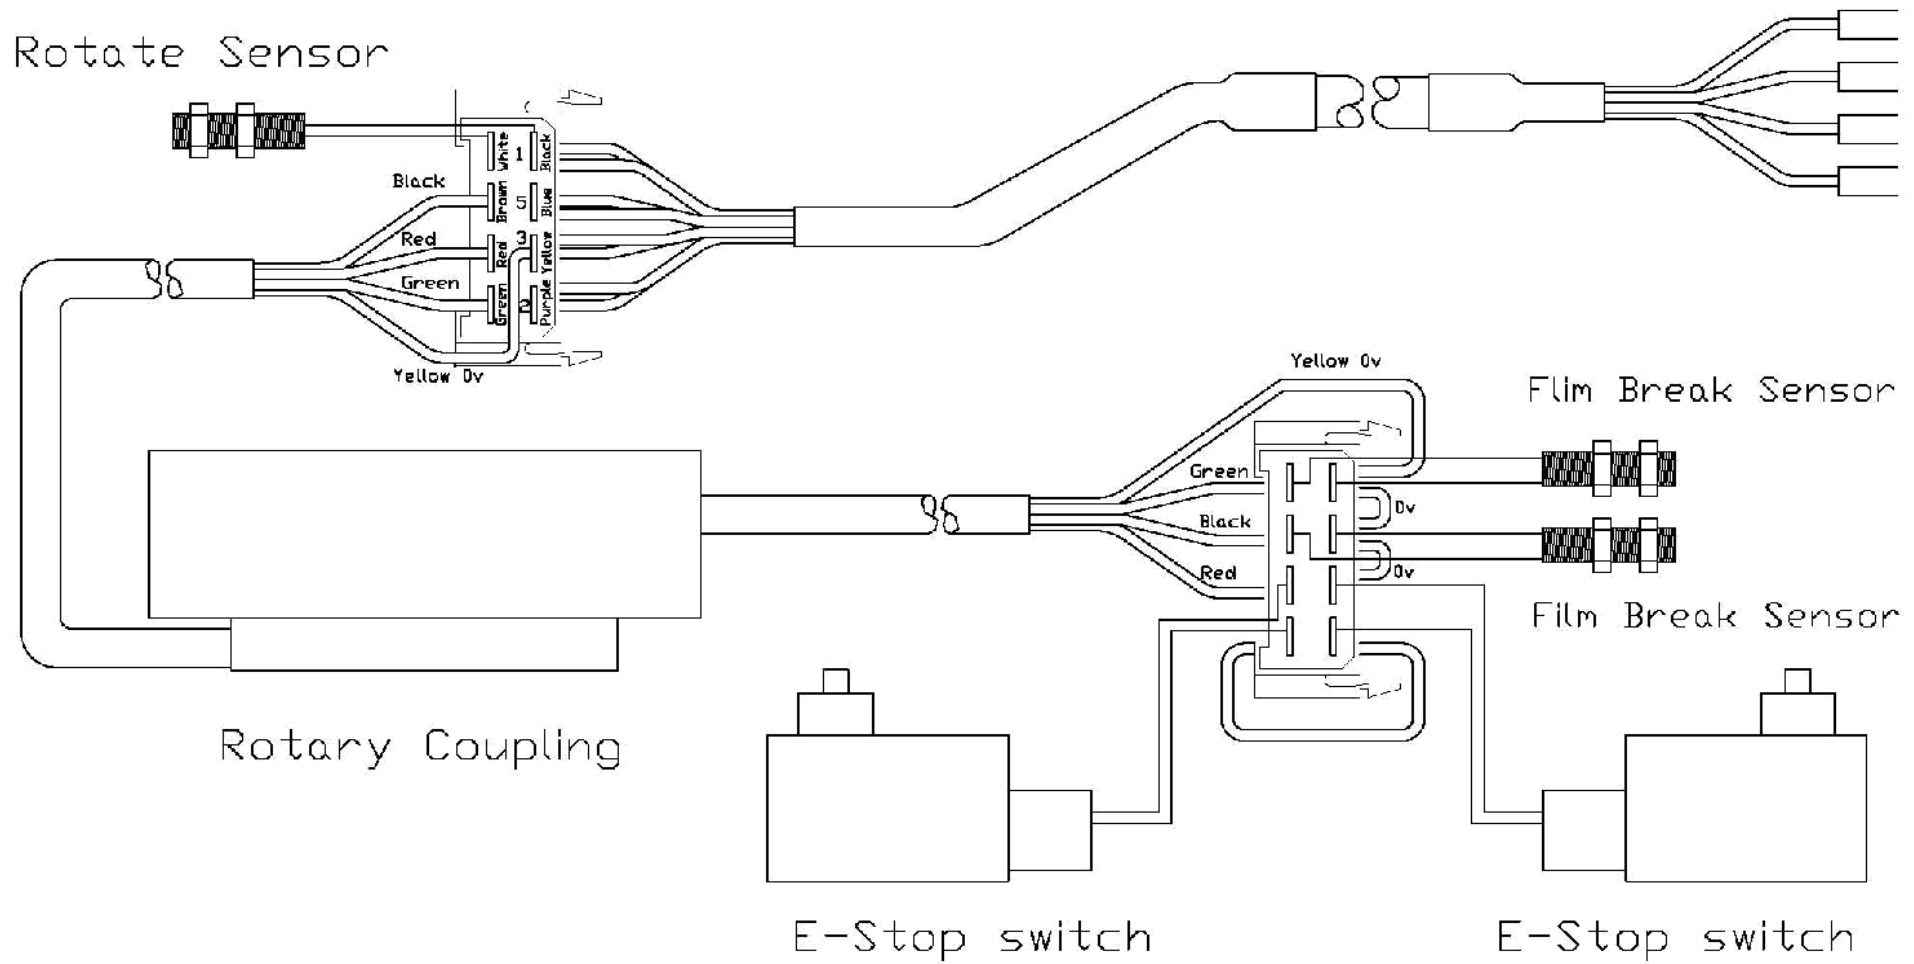 Rotate Sensor
White
1
Black
Black
Brown
5
Blue
Red
Red
3
Yellow
Green
Green
2
Purple
Yellow 0v
Yellow 0v
Flim Break Sensor
Green
0v
Black
Red
0v
Film Break Sensor
Rotary Coupling
E-Stop switch
E-Stop switch